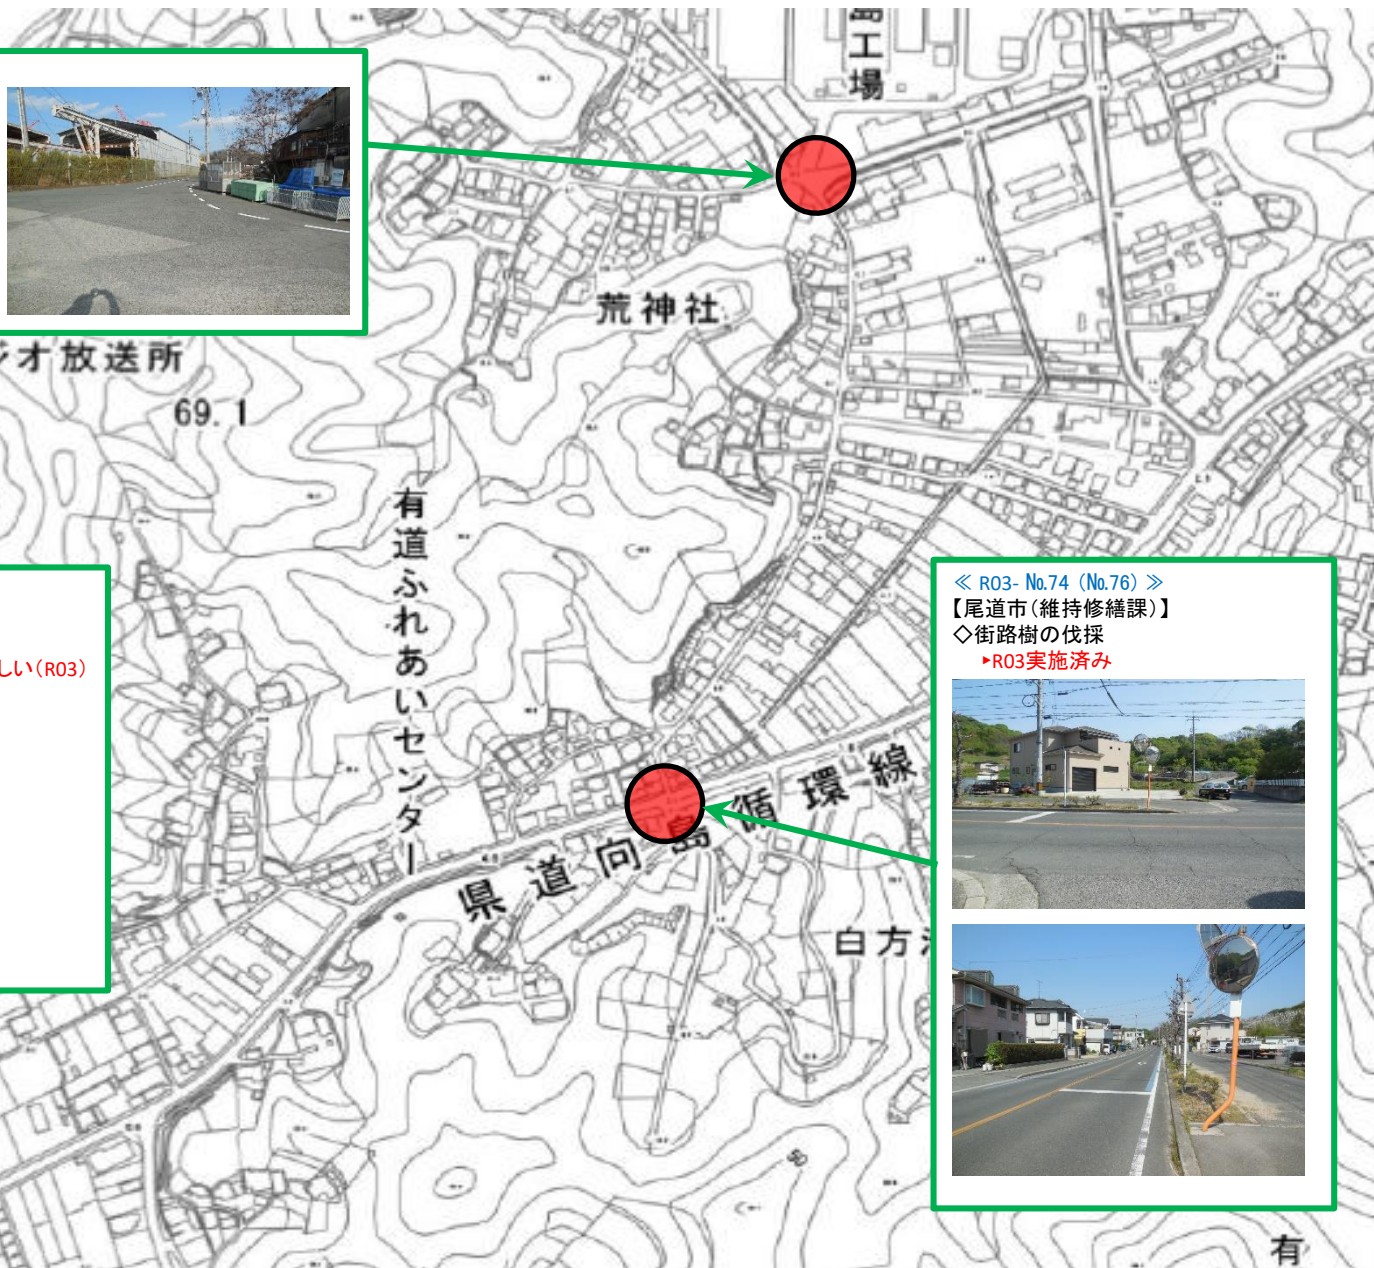 島工場
荒神社
ジオ放送所
69.1
有道ふれあいセンター
しい(R03)
≪ R03- No.74 (No.76) ≫
【尾道市(維持修繕課)】
◇街路樹の伐採
▶R03実施済み
県道向島循環線
白方
50
有